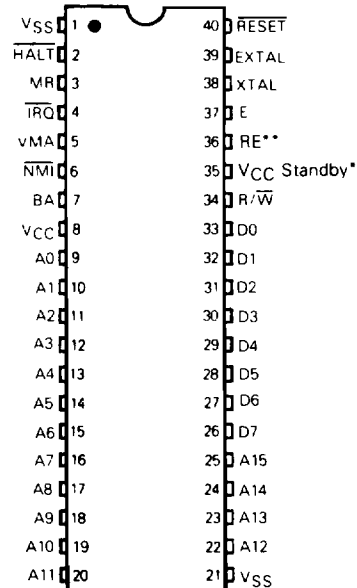 VSS 1 40 RESET
HALT 2 39 EXTAL
MR 3 38 XTAL
IRQ 4 37 E
VMA 5 36 RE**
NMI 6 35 VCC Standby*
BA 7 34 R/W
VCC 8 33 D0
A0 9 32 D1
A1 10 31 D2
A2 11 30 D3
A3 12 29 D4
A4 13 28 D5
A5 14 27 D6
A6 15 26 D7
A7 16 25 A15
A8 17 24 A14
A9 18 23 A13
A10 19 22 A12
A11 20 21 VSS